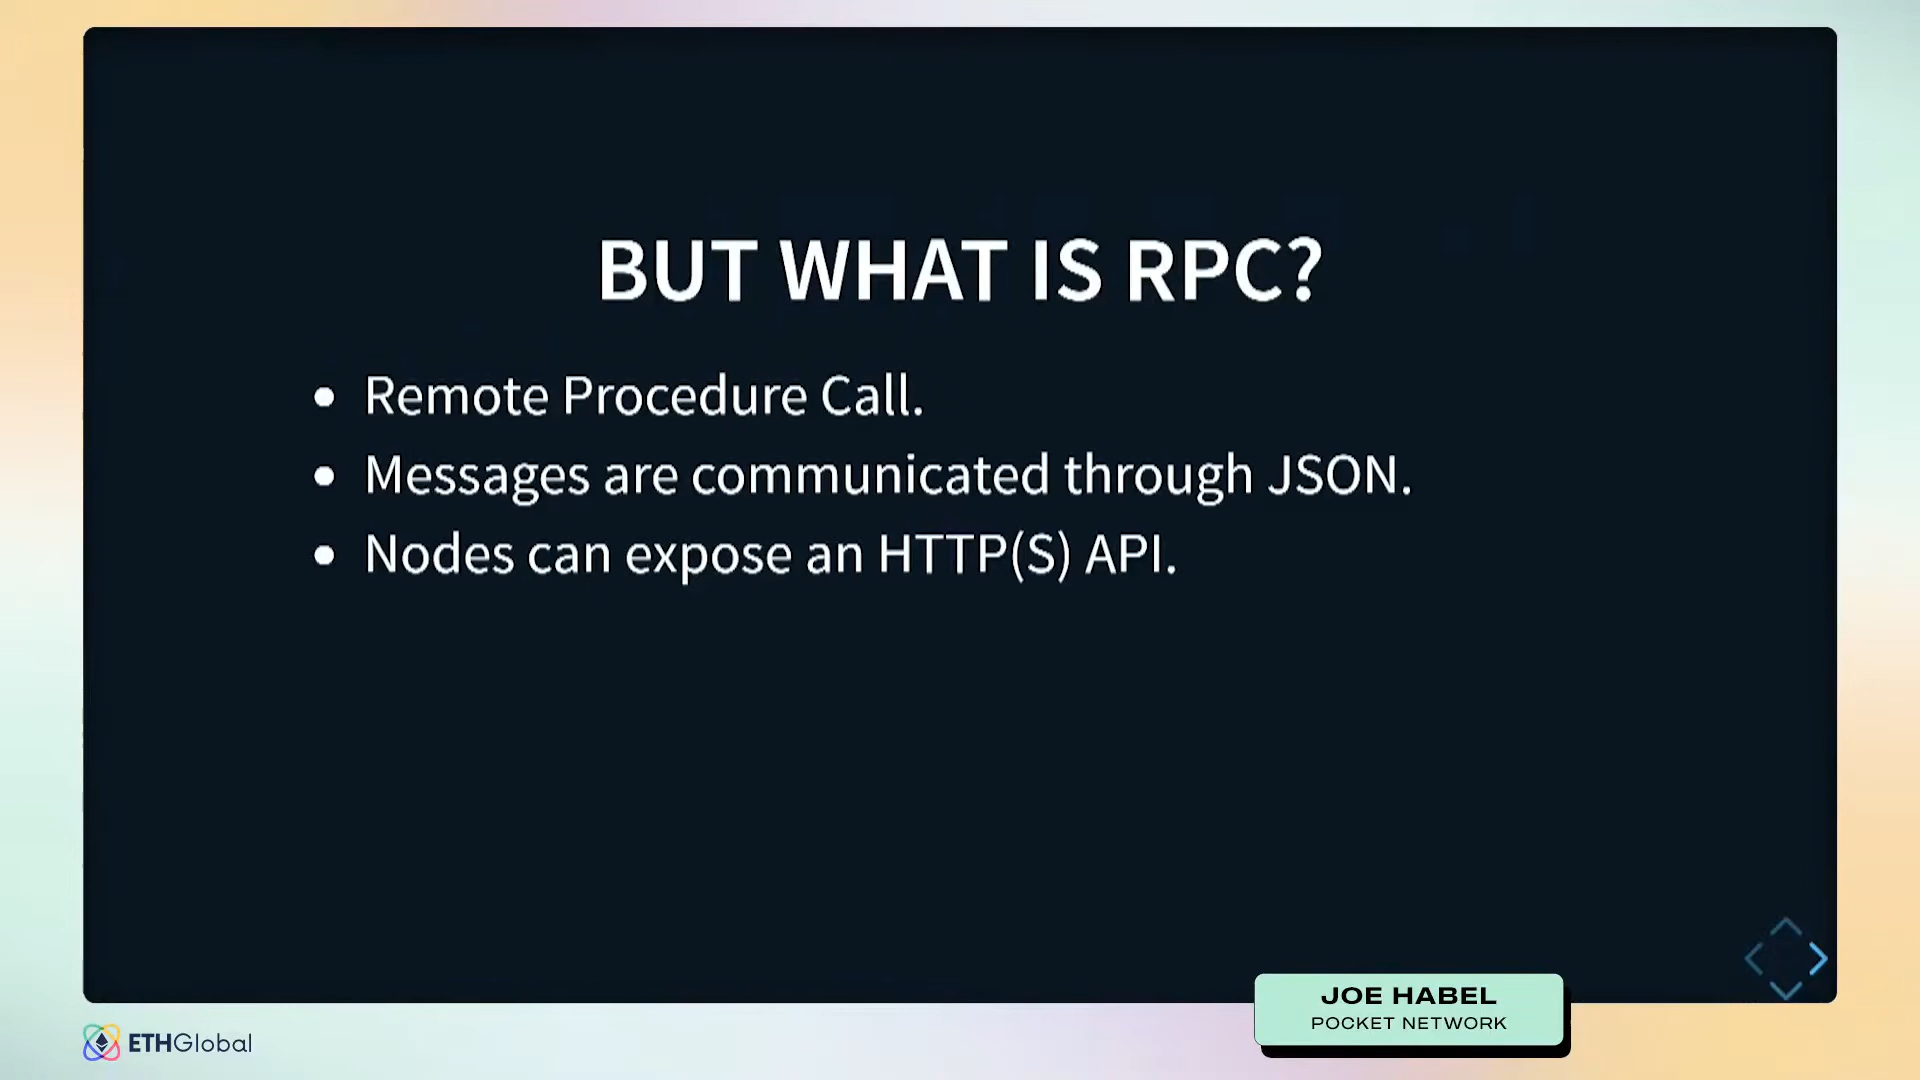 BUT WHAT IS RPC?
Remote Procedure Call.
Messages are communicated through JSON.
Nodes can expose an HTTP(S) API.
JOE HABEL
POCKET NETWORK
ETHGlobal